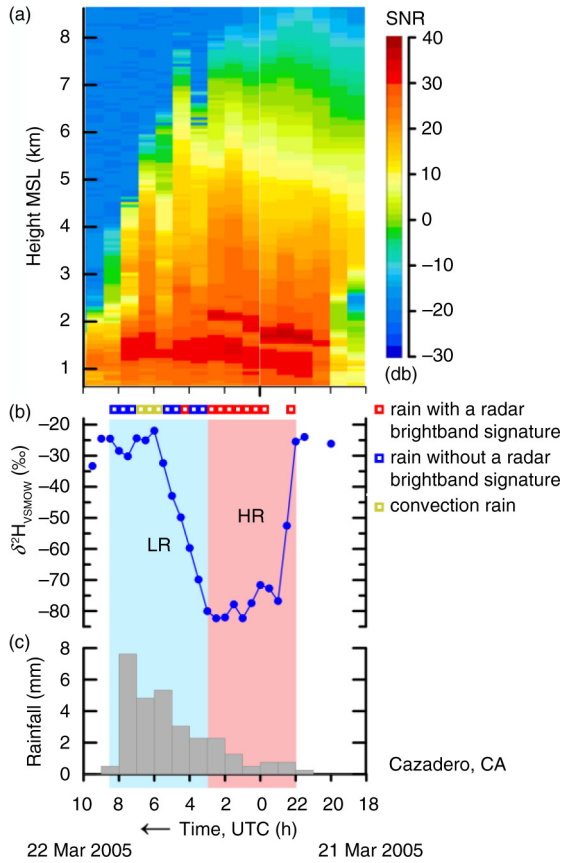 (a)
SNR
8
7
6
5
4
3
2
1
Height MSL (km)
40
30
20
10
0
−10
−20
−30
(db)
(b)
−20
−30
−40
−50
−60
−70
−80
δ²H_VSMOW (‰)
LR
HR
rain with a radar
brightband signature
rain without a radar
brightband signature
convection rain
(c)
8
6
4
2
0
Rainfall (mm)
Cazadero, CA
10 8 6 4 2 0 22 20 18
← Time, UTC (h)
22 Mar 2005 21 Mar 2005